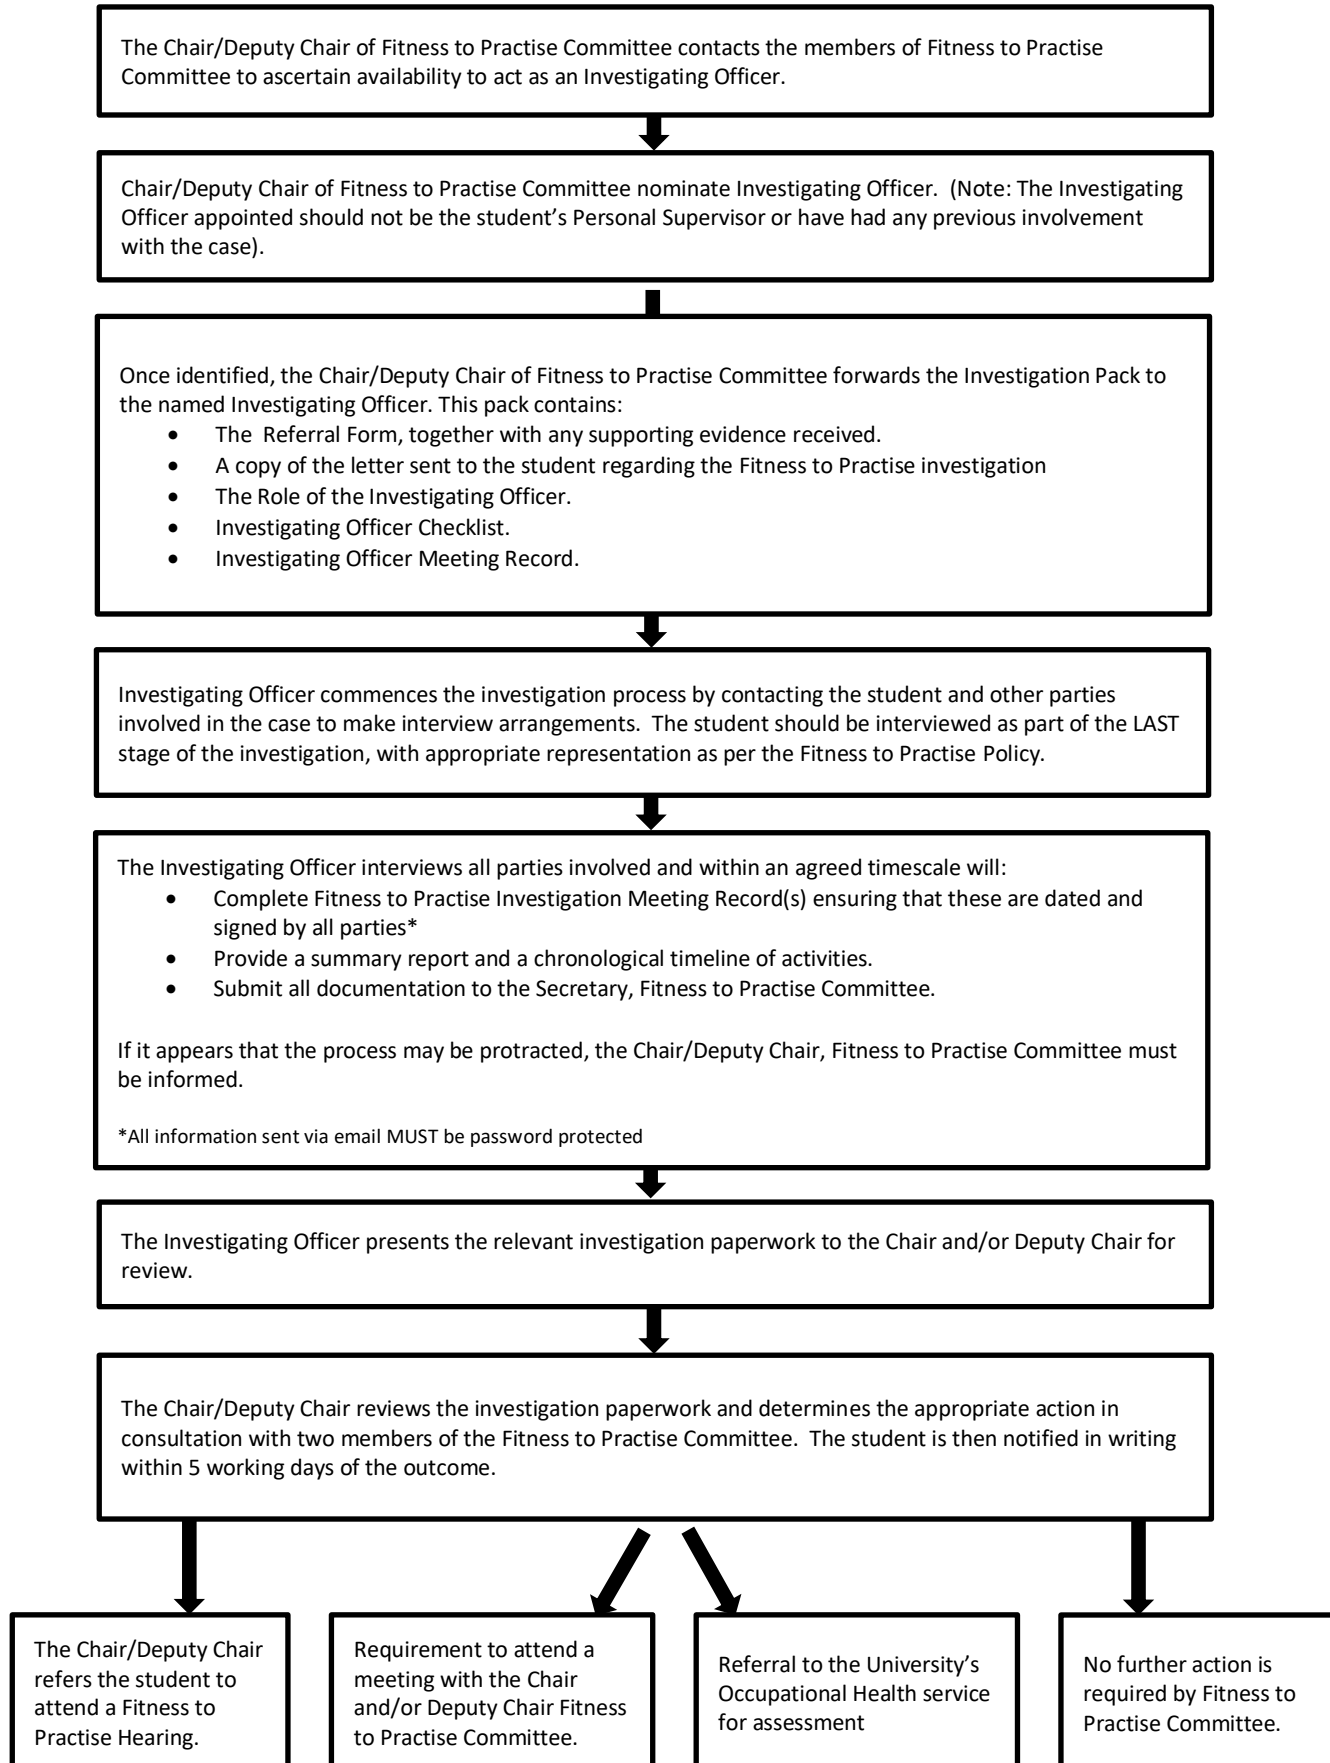 The Chair/Deputy Chair of Fitness to Practise Committee contacts the members of Fitness to Practise
Committee to ascertain availability to act as an Investigating Officer.
Chair/Deputy Chair of Fitness to Practise Committee nominate Investigating Officer.  (Note: The Investigating
Officer appointed should not be the student’s Personal Supervisor or have had any previous involvement
with the case).
Once identified, the Chair/Deputy Chair of Fitness to Practise Committee forwards the Investigation Pack to
the named Investigating Officer. This pack contains:
• The  Referral Form, together with any supporting evidence received.
• A copy of the letter sent to the student regarding the Fitness to Practise investigation
• The Role of the Investigating Officer.
• Investigating Officer Checklist.
• Investigating Officer Meeting Record.
Investigating Officer commences the investigation process by contacting the student and other parties
involved in the case to make interview arrangements.  The student should be interviewed as part of the LAST
stage of the investigation, with appropriate representation as per the Fitness to Practise Policy.
The Investigating Officer interviews all parties involved and within an agreed timescale will:
• Complete Fitness to Practise Investigation Meeting Record(s) ensuring that these are dated and
signed by all parties*
• Provide a summary report and a chronological timeline of activities.
• Submit all documentation to the Secretary, Fitness to Practise Committee.
If it appears that the process may be protracted, the Chair/Deputy Chair, Fitness to Practise Committee must
be informed.
*All information sent via email MUST be password protected
The Investigating Officer presents the relevant investigation paperwork to the Chair and/or Deputy Chair for
review.
The Chair/Deputy Chair reviews the investigation paperwork and determines the appropriate action in
consultation with two members of the Fitness to Practise Committee.  The student is then notified in writing
within 5 working days of the outcome.
The Chair/Deputy Chair
refers the student to
attend a Fitness to
Practise Hearing.
Requirement to attend a
meeting with the Chair
and/or Deputy Chair Fitness
to Practise Committee.
Referral to the University’s
Occupational Health service
for assessment
No further action is
required by Fitness to
Practise Committee.